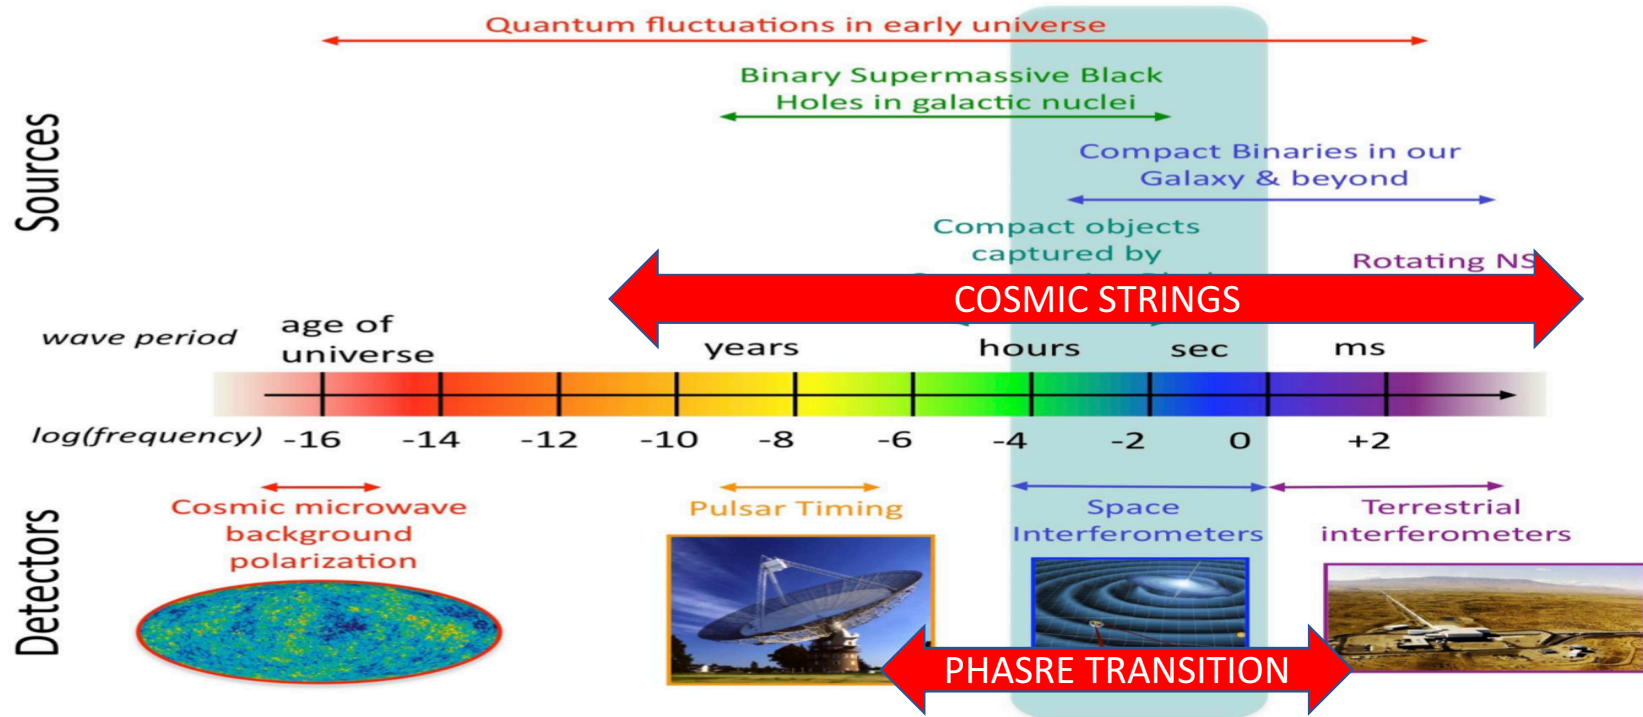 Quantum fluctuations in early universe
Binary Supermassive Black
Holes in galactic nuclei
Sources
Compact Binaries in our
Galaxy & beyond
Compact objects
captured by
Rotating NS
COSMIC STRINGS
wave period
age of
universe
years
hours
sec
ms
log(frequency)
-16
-14
-12
-10
-8
-6
-4
-2
0
+2
Detectors
Cosmic microwave
background
polarization
Pulsar Timing
Space
Interferometers
Terrestrial
interferometers
PHASRE TRANSITION